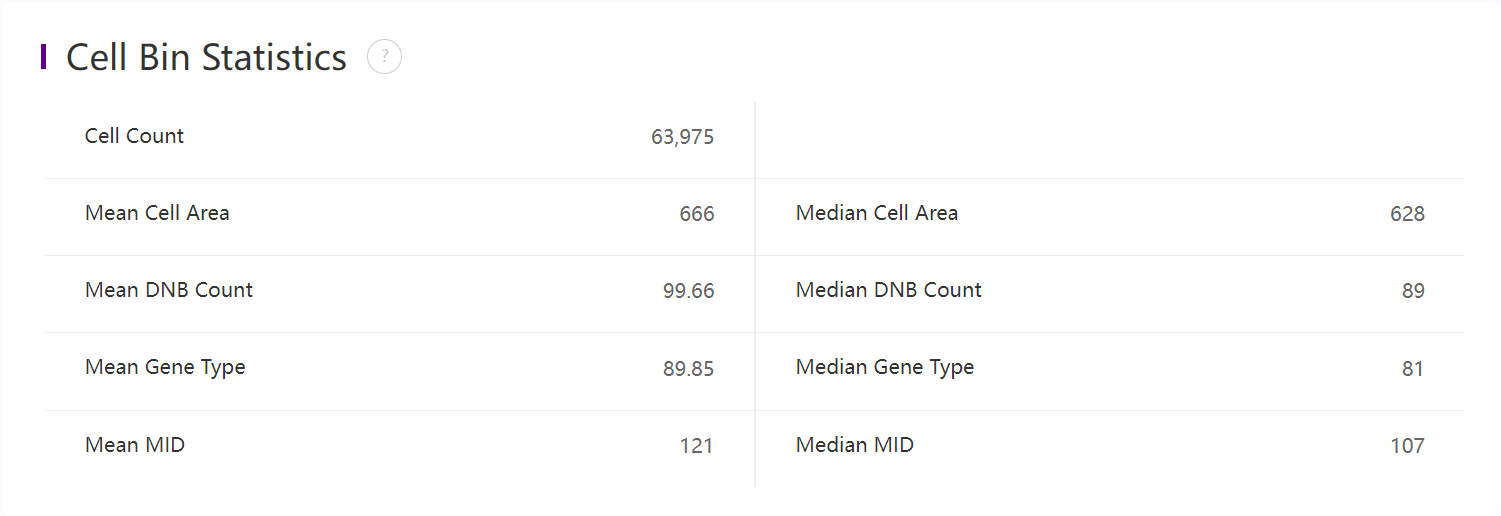 Cell Bin Statistics ?
Cell Count 63,975
Mean Cell Area 666 Median Cell Area 628
Mean DNB Count 99.66 Median DNB Count 89
Mean Gene Type 89.85 Median Gene Type 81
Mean MID 121 Median MID 107